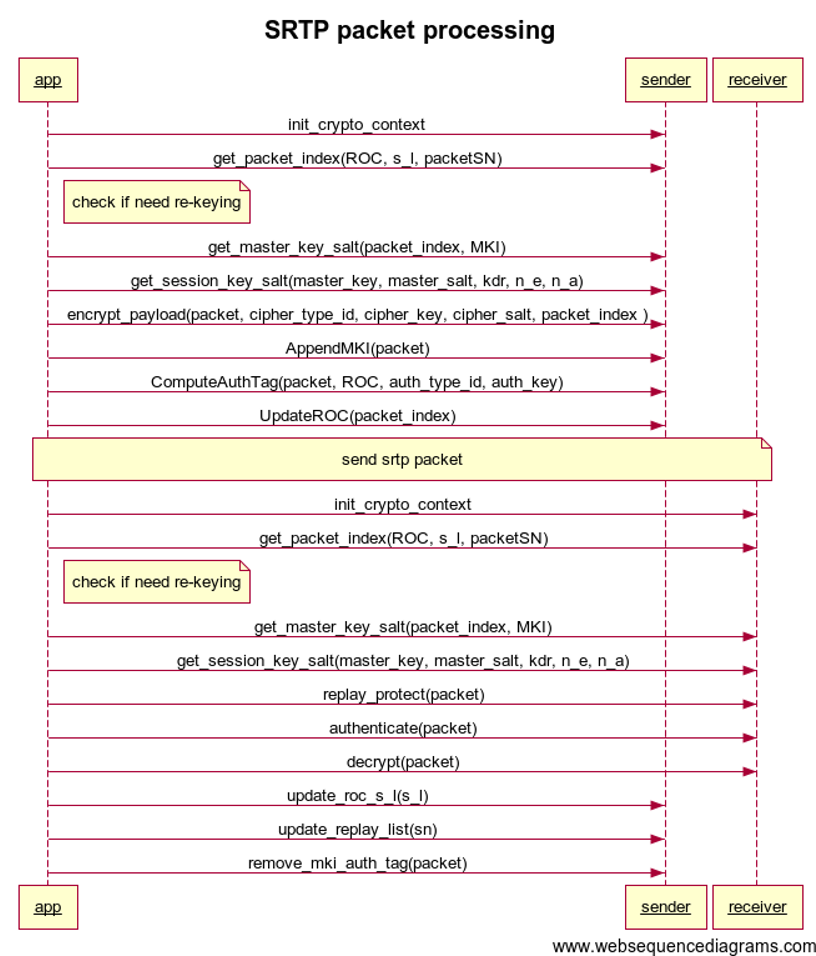 SRTP packet processing
app
sender
receiver
init_crypto_context
get_packet_index(ROC, s_l, packetSN)
check if need re-keying
get_master_key_salt(packet_index, MKI)
get_session_key_salt(master_key, master_salt, kdr, n_e, n_a)
encrypt_payload(packet, cipher_type_id, cipher_key, cipher_salt, packet_index )
AppendMKI(packet)
ComputeAuthTag(packet, ROC, auth_type_id, auth_key)
UpdateROC(packet_index)
send srtp packet
init_crypto_context
get_packet_index(ROC, s_l, packetSN)
check if need re-keying
get_master_key_salt(packet_index, MKI)
get_session_key_salt(master_key, master_salt, kdr, n_e, n_a)
replay_protect(packet)
authenticate(packet)
decrypt(packet)
update_roc_s_l(s_l)
update_replay_list(sn)
remove_mki_auth_tag(packet)
app
sender
receiver
www.websequencediagrams.com